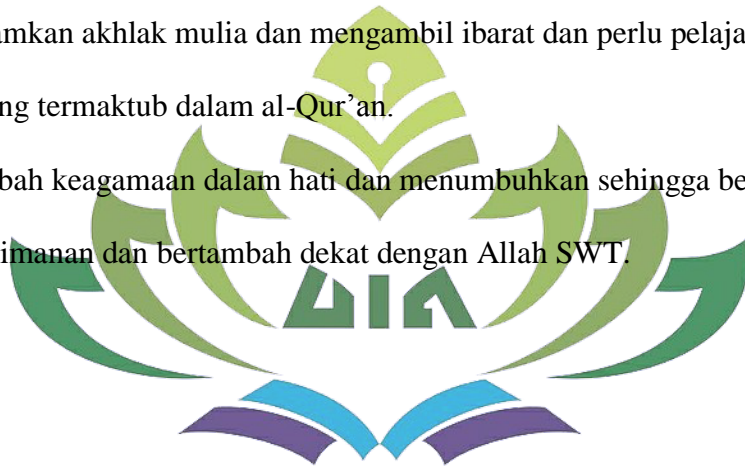 amkan akhlak mulia dan mengambil ibarat dan perlu pelaja
ng termaktub dalam al-Qur’an.
bah keagamaan dalam hati dan menumbuhkan sehingga be
imanan dan bertambah dekat dengan Allah SWT.
UIN